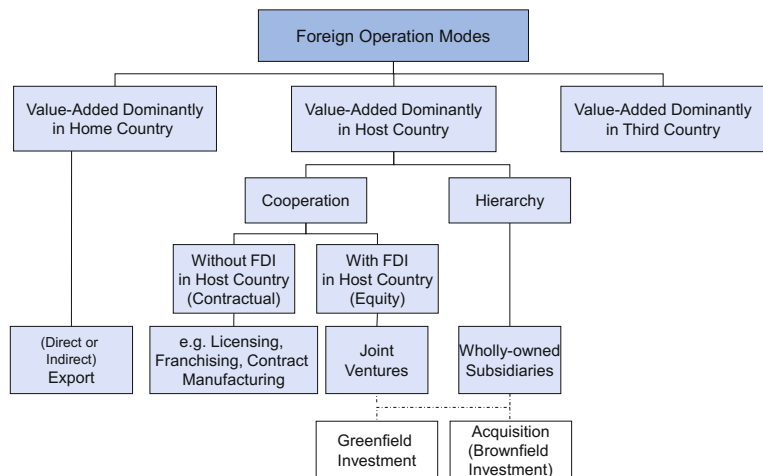 Foreign Operation Modes
Value-Added Dominantly
in Home Country
Value-Added Dominantly
in Host Country
Value-Added Dominantly
in Third Country
Cooperation
Hierarchy
Without FDI
in Host Country
(Contractual)
With FDI
in Host Country
(Equity)
(Direct or
Indirect)
Export
e.g. Licensing,
Franchising, Contract
Manufacturing
Joint
Ventures
Wholly-owned
Subsidiaries
Greenfield
Investment
Acquisition
(Brownfield
Investment)